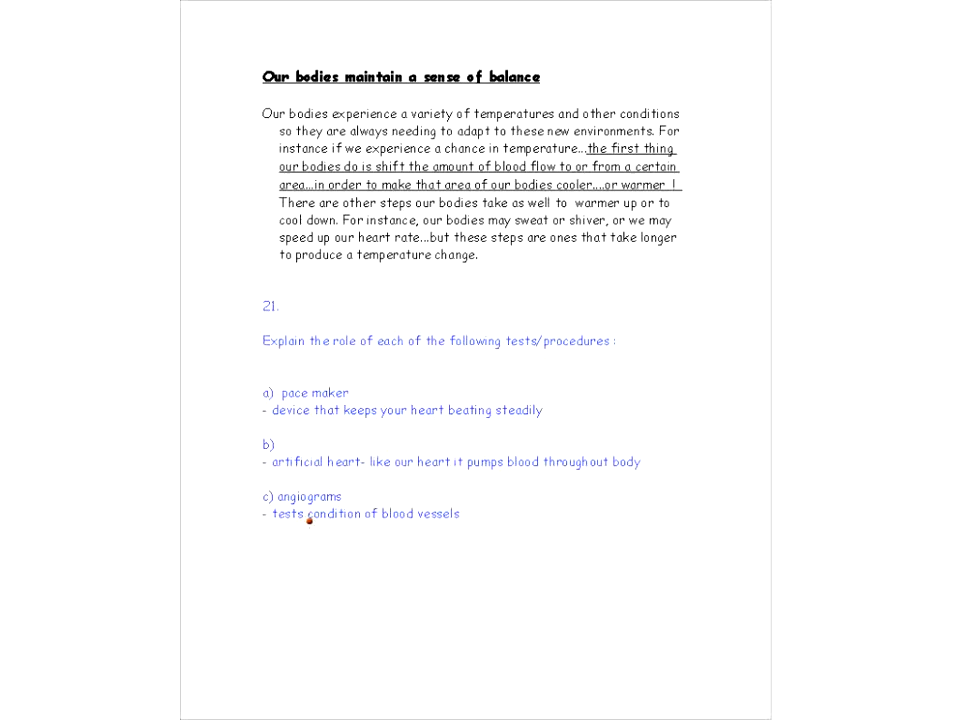 Our bodies maintain a sense of balance
Our bodies experience a variety of temperatures and other conditions
so they are always needing to adapt to these new environments. For
instance if we experience a chance in temperature...the first thing
our bodies do is shift the amount of blood flow to or from a certain
area...in order to make that area of our bodies cooler....or warmer !
There are other steps our bodies take as well to warmer up or to
cool down. For instance, our bodies may sweat or shiver, or we may
speed up our heart rate...but these steps are ones that take longer
to produce a temperature change.
21.
Explain the role of each of the following tests/procedures :
a) pace maker
- device that keeps your heart beating steadily
b)
- artificial heart- like our heart it pumps blood throughout body
c) angiograms
- tests condition of blood vessels